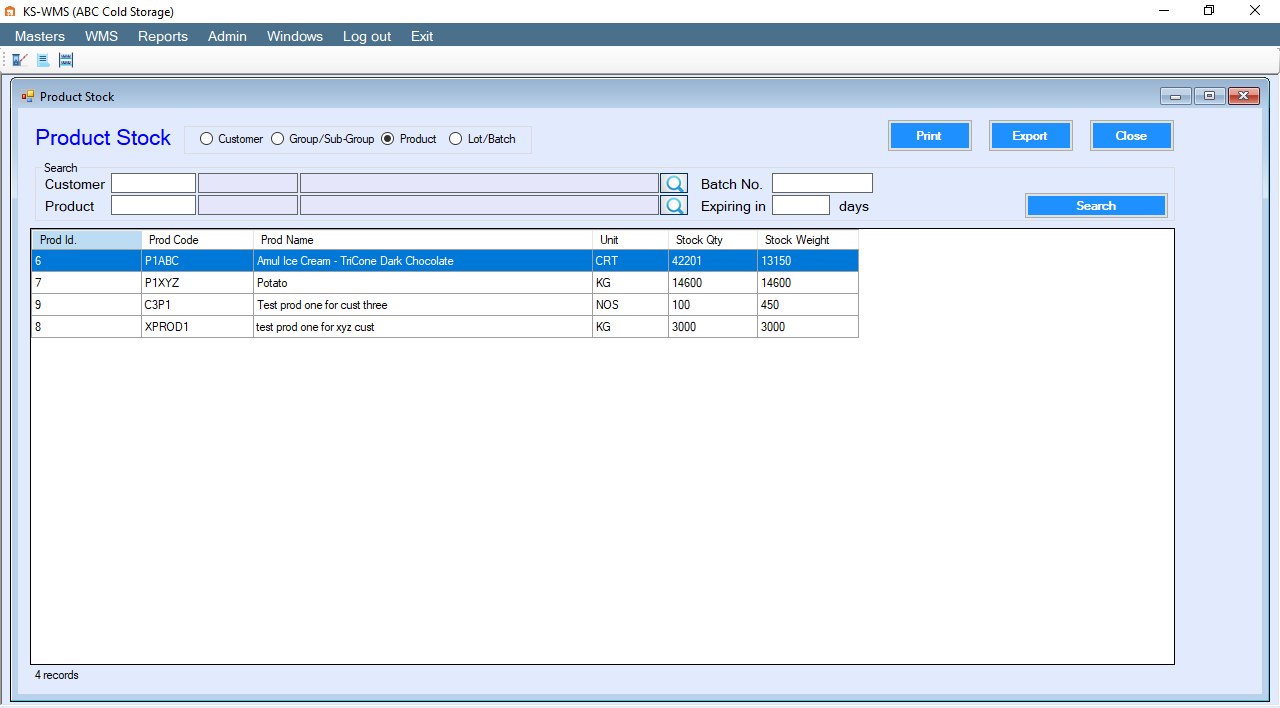 KS-WMS (ABC Cold Storage)
Masters WMS Reports Admin Windows Log out Exit
Product Stock
Product Stock Customer Group/Sub-Group Product Lot/Batch Print Export Close
Search
Customer Batch No.
Product Expiring in days Search
Prod Id. Prod Code Prod Name Unit Stock Qty Stock Weight
6 P1ABC Amul Ice Cream - TriCone Dark Chocolate CRT 42201 13150
7 P1XYZ Potato KG 14600 14600
9 C3P1 Test prod one for cust three NOS 100 450
8 XPROD1 test prod one for xyz cust KG 3000 3000
4 records